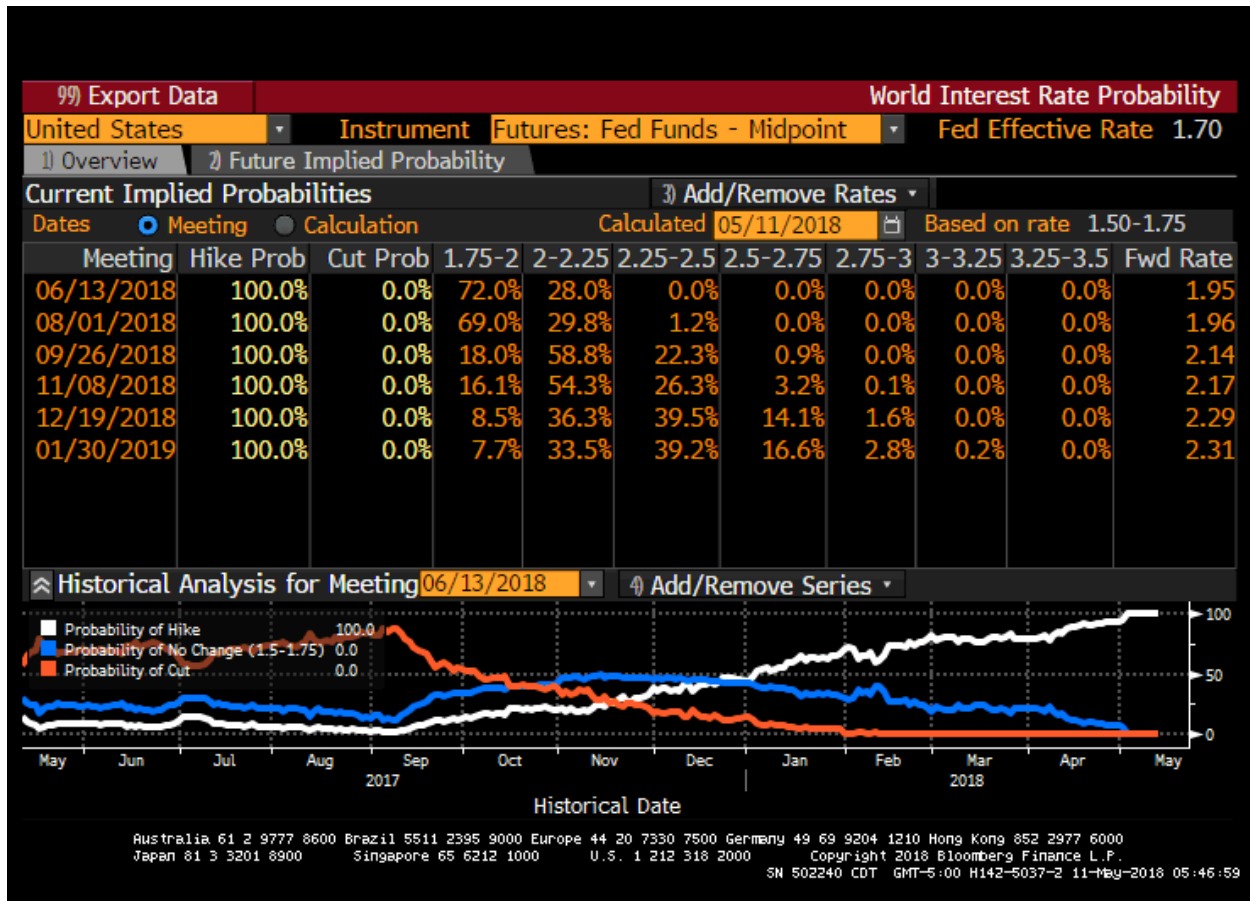 99) Export Data World Interest Rate Probability
United States Instrument Futures: Fed Funds - Midpoint Fed Effective Rate 1.70
1) Overview 2) Future Implied Probability
Current Implied Probabilities 3) Add/Remove Rates
Dates Meeting Calculation Calculated 05/11/2018 Based on rate 1.50-1.75
Meeting Hike Prob Cut Prob 1.75-2 2-2.25 2.25-2.5 2.5-2.75 2.75-3 3-3.25 3.25-3.5 Fwd Rate
06/13/2018 100.0% 0.0% 72.0% 28.0% 0.0% 0.0% 0.0% 0.0% 0.0% 1.95
08/01/2018 100.0% 0.0% 69.0% 29.8% 1.2% 0.0% 0.0% 0.0% 0.0% 1.96
09/26/2018 100.0% 0.0% 18.0% 58.8% 22.3% 0.9% 0.0% 0.0% 0.0% 2.14
11/08/2018 100.0% 0.0% 16.1% 54.3% 26.3% 3.2% 0.1% 0.0% 0.0% 2.17
12/19/2018 100.0% 0.0% 8.5% 36.3% 39.5% 14.1% 1.6% 0.0% 0.0% 2.29
01/30/2019 100.0% 0.0% 7.7% 33.5% 39.2% 16.6% 2.8% 0.2% 0.0% 2.31
Historical Analysis for Meeting 06/13/2018 4) Add/Remove Series
Probability of Hike 100.0
Probability of No Change (1.5-1.75) 0.0
Probability of Cut 0.0
100
50
0
May Jun Jul Aug Sep Oct Nov Dec Jan Feb Mar Apr May
2017 2018
Historical Date
Australia 61 2 9777 8600 Brazil 5511 2395 9000 Europe 44 20 7330 7500 Germany 49 69 9204 1210 Hong Kong 852 2977 6000
Japan 81 3 3201 8900 Singapore 65 6212 1000 U.S. 1 212 318 2000 Copyright 2018 Bloomberg Finance L.P.
SN 502240 CDT GMT-5:00 H142-5037-2 11-May-2018 05:46:59